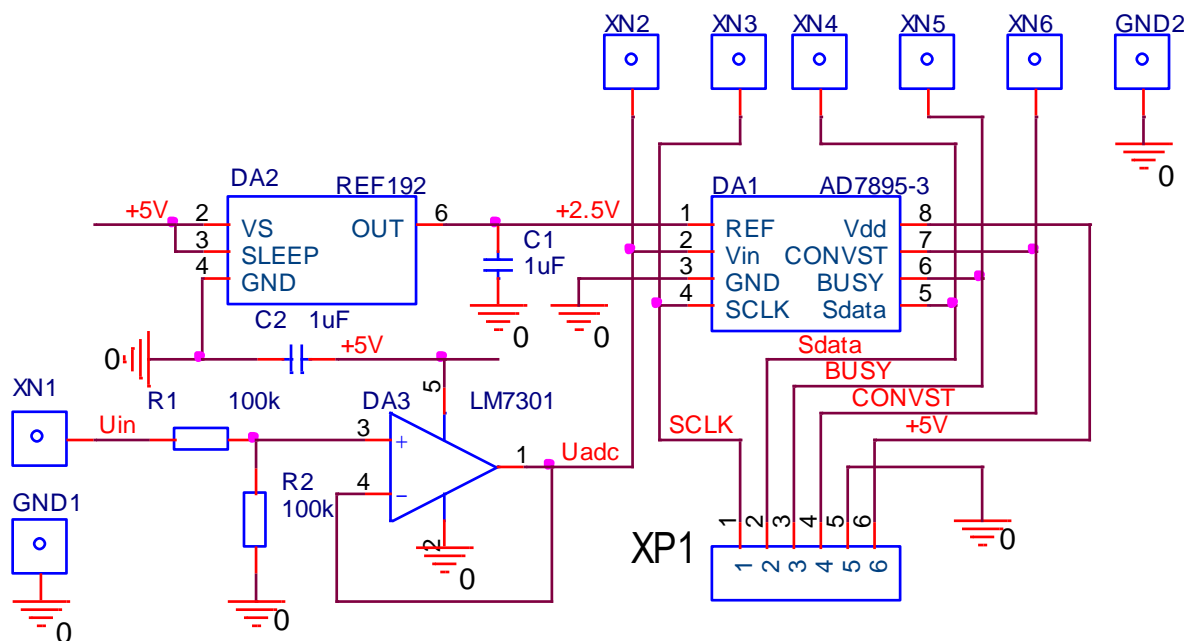 XN2 XN3 XN4 XN5 XN6 GND2
0
DA2 REF192
+5V 2 VS OUT 6 +2.5V
3 SLEEP
4 GND
C1
1uF
0
DA1 AD7895-3
1 REF Vdd 8
2 Vin CONVST 7
3 GND BUSY 6
4 SCLK Sdata 5
0
C2 1uF
0 +5V
Sdata
BUSY
CONVST
SCLK +5V
XN1
R1 100k
Uin
DA3 LM7301
5
3 +
1 Uadc
4 −
2
0
R2
100k
0
GND1
0
1 2 3 4 5 6
0
XP1
1 2 3 4 5 6